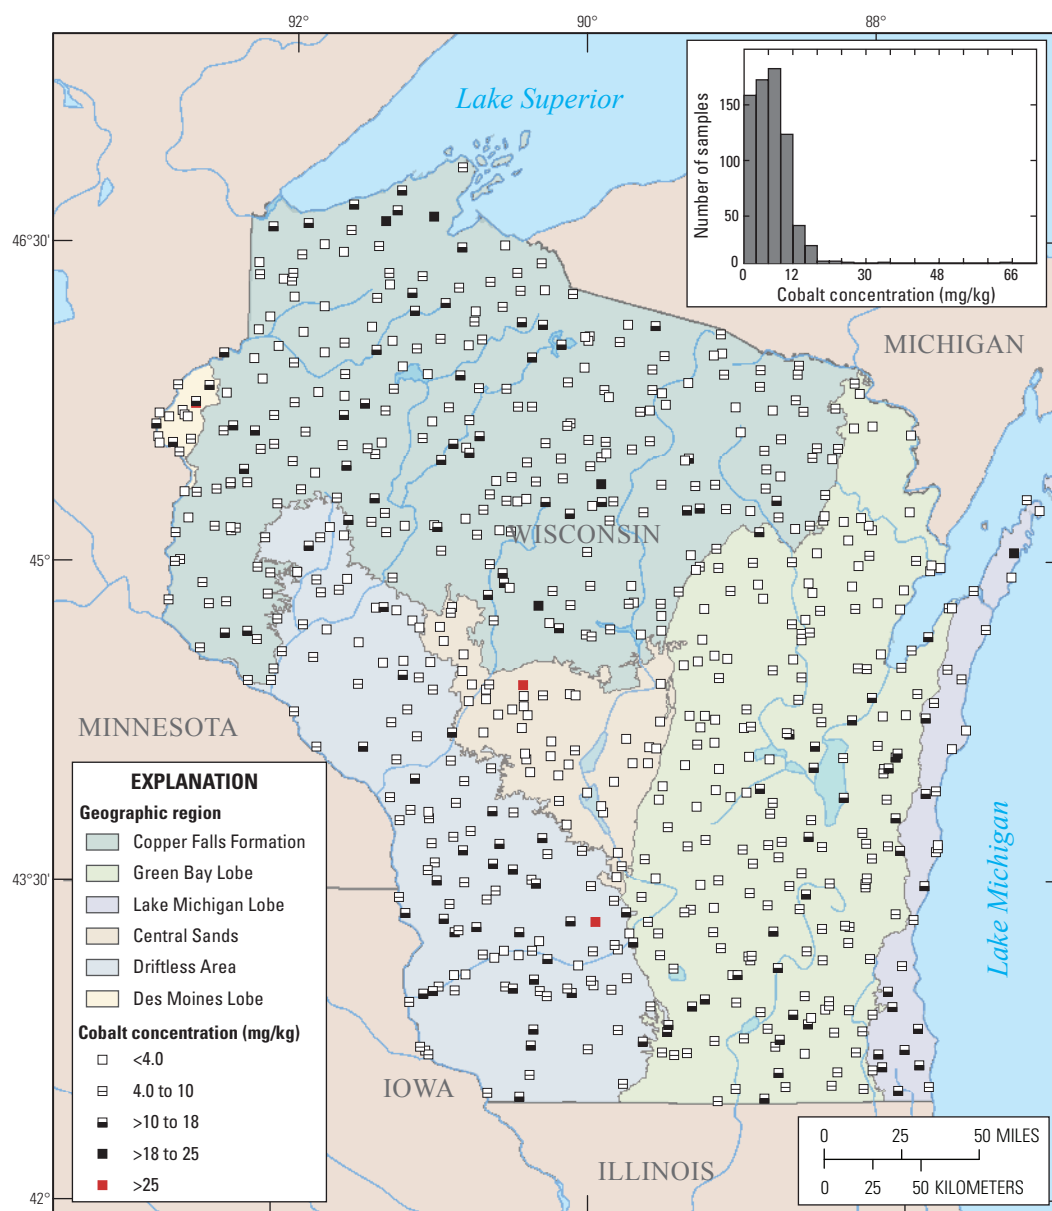 92°
90°
88°
Lake Superior
Number of samples
150
100
50
0
0
12
30
48
66
Cobalt concentration (mg/kg)
46°30'
MICHIGAN
WISCONSIN
45°
MINNESOTA
EXPLANATION
Geographic region
Copper Falls Formation
Green Bay Lobe
Lake Michigan Lobe
Central Sands
Driftless Area
Des Moines Lobe
Cobalt concentration (mg/kg)
<4.0
4.0 to 10
>10 to 18
>18 to 25
>25
43°30'
Lake Michigan
IOWA
ILLINOIS
0 25 50 MILES
0 25 50 KILOMETERS
42°